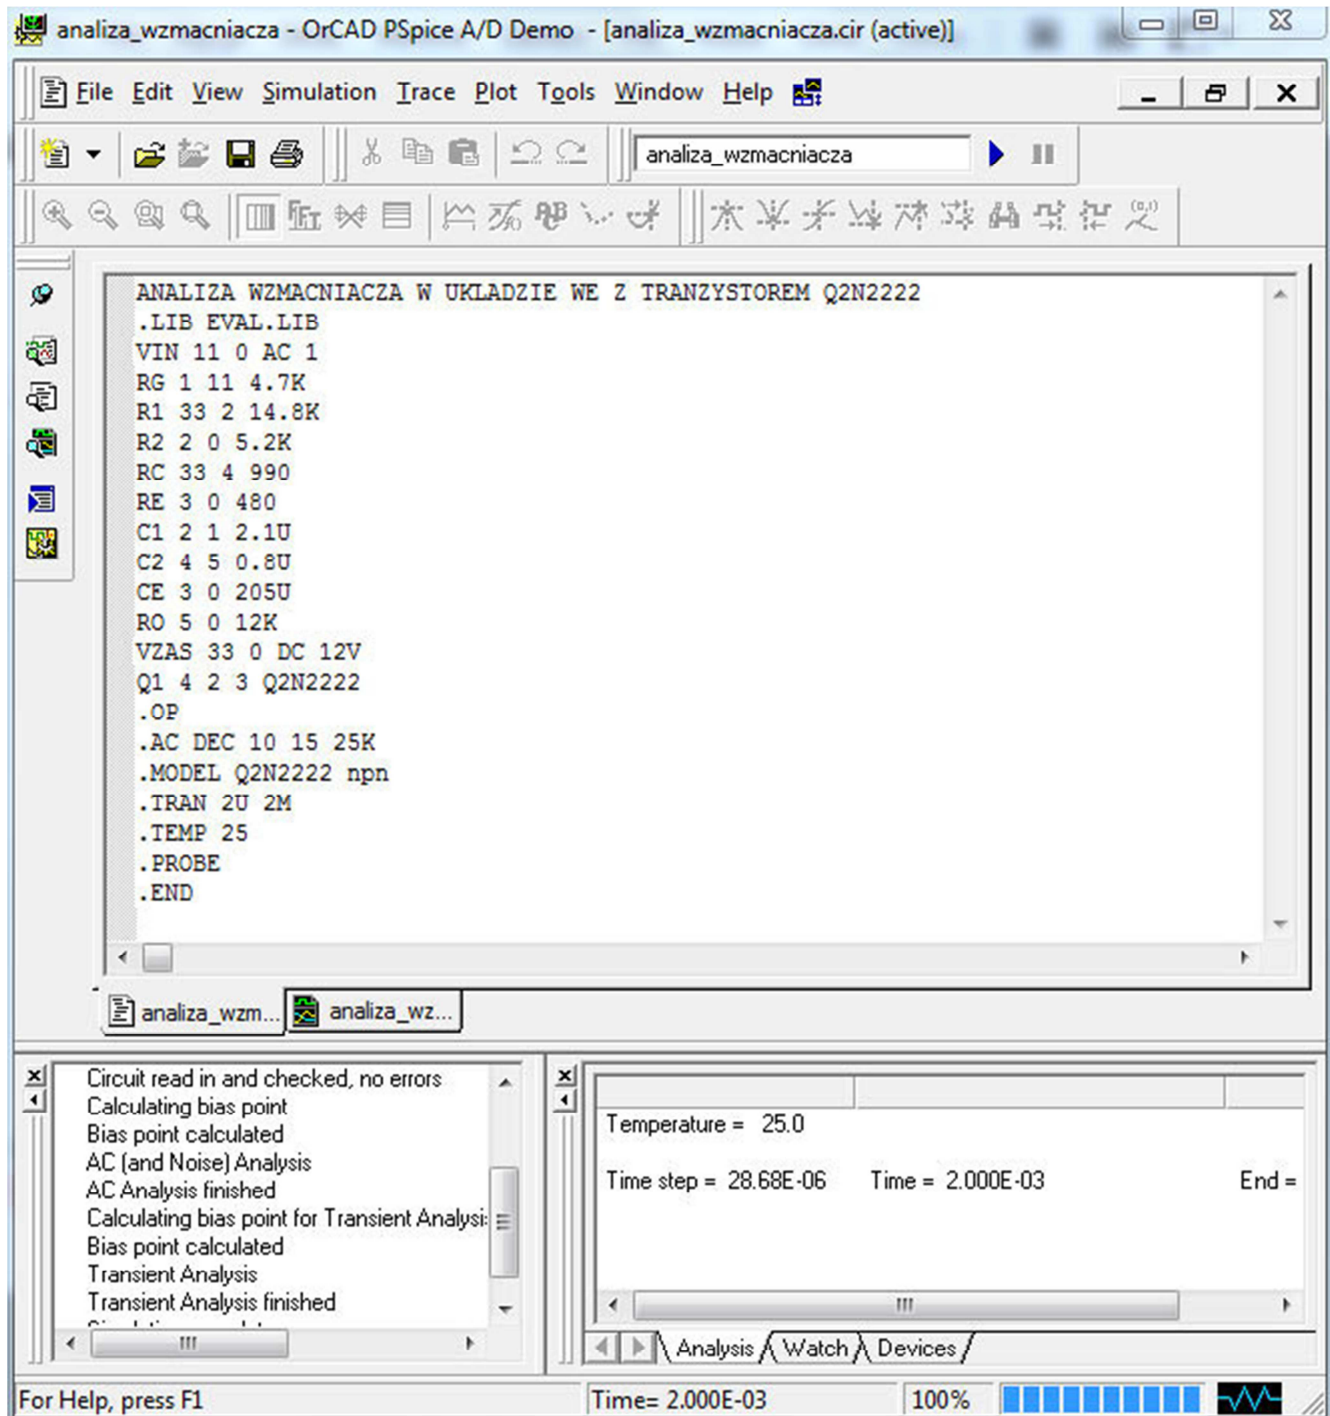 analiza_wzmacniacza - OrCAD PSpice A/D Demo - [analiza_wzmacniacza.cir (active)]
File Edit View Simulation Trace Plot Tools Window Help
analiza_wzmacniacza
ANALIZA WZMACNIACZA W UKLADZIE WE Z TRANZYSTOREM Q2N2222
.LIB EVAL.LIB
VIN 11 0 AC 1
RG 1 11 4.7K
R1 33 2 14.8K
R2 2 0 5.2K
RC 33 4 990
RE 3 0 480
C1 2 1 2.1U
C2 4 5 0.8U
CE 3 0 205U
RO 5 0 12K
VZAS 33 0 DC 12V
Q1 4 2 3 Q2N2222
.OP
.AC DEC 10 15 25K
.MODEL Q2N2222 npn
.TRAN 2U 2M
.TEMP 25
.PROBE
.END
analiza_wzm... analiza_wz...
Circuit read in and checked, no errors
Calculating bias point
Bias point calculated
AC (and Noise) Analysis
AC Analysis finished
Calculating bias point for Transient Analysi
Bias point calculated
Transient Analysis
Transient Analysis finished
Temperature = 25.0
Time step = 28.68E-06 Time = 2.000E-03 End =
Analysis Watch Devices
For Help, press F1 Time= 2.000E-03 100%